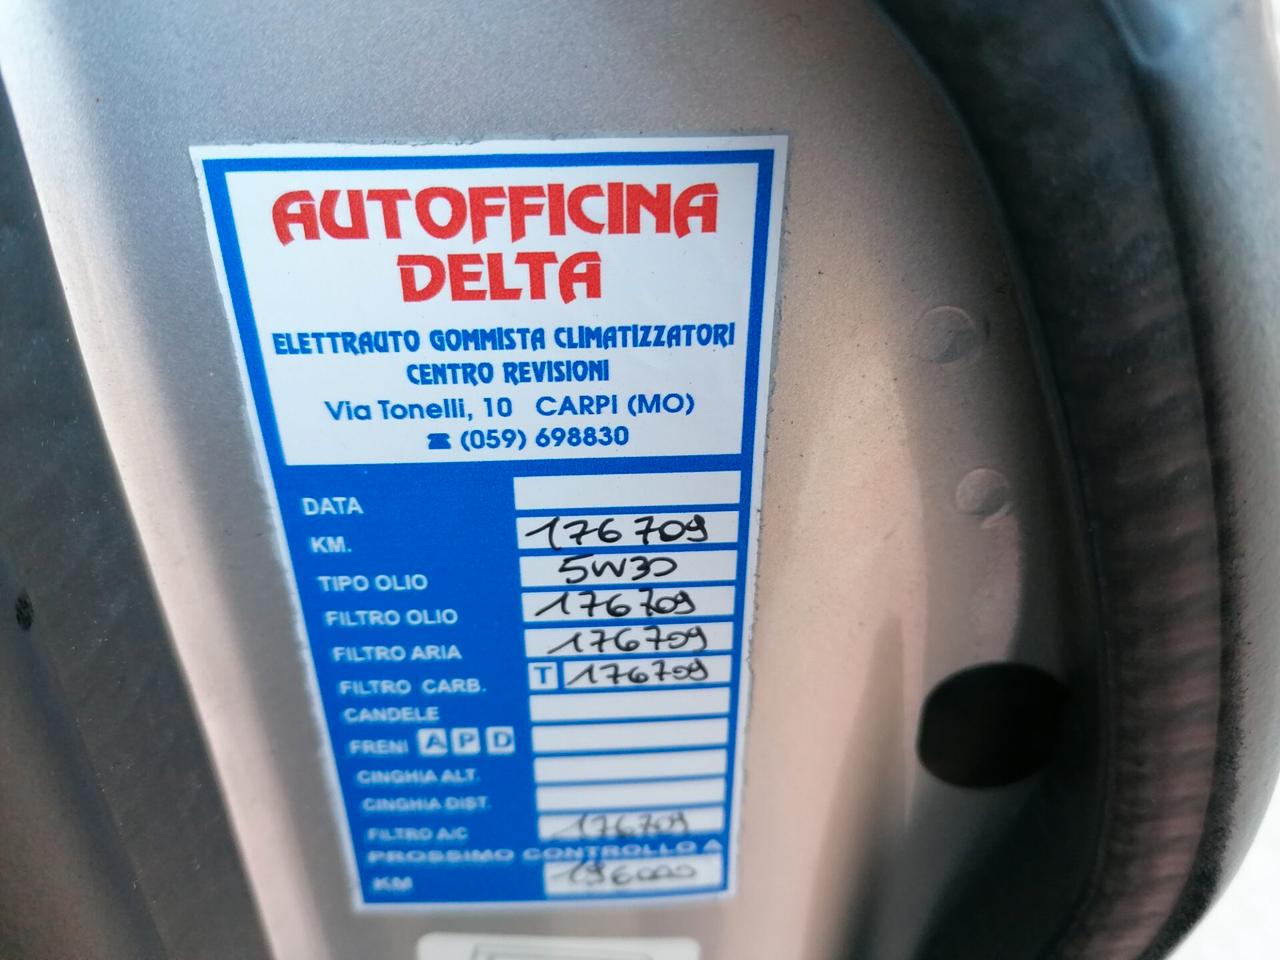 AUTOFFICINA
DELTA
ELETTRAUTO GOMMISTA CLIMATIZZATORI
CENTRO REVISIONI
Via Tonelli, 10 CARPI (MO)
☎ (059) 698830
DATA
KM. 176709
TIPO OLIO 5W30
FILTRO OLIO 176709
FILTRO ARIA 176709
FILTRO CARB. T 176709
CANDELE
FRENI A P D
CINGHIA ALT.
CINGHIA DIST.
FILTRO A/C 176709
PROSSIMO CONTROLLO A
KM 196000